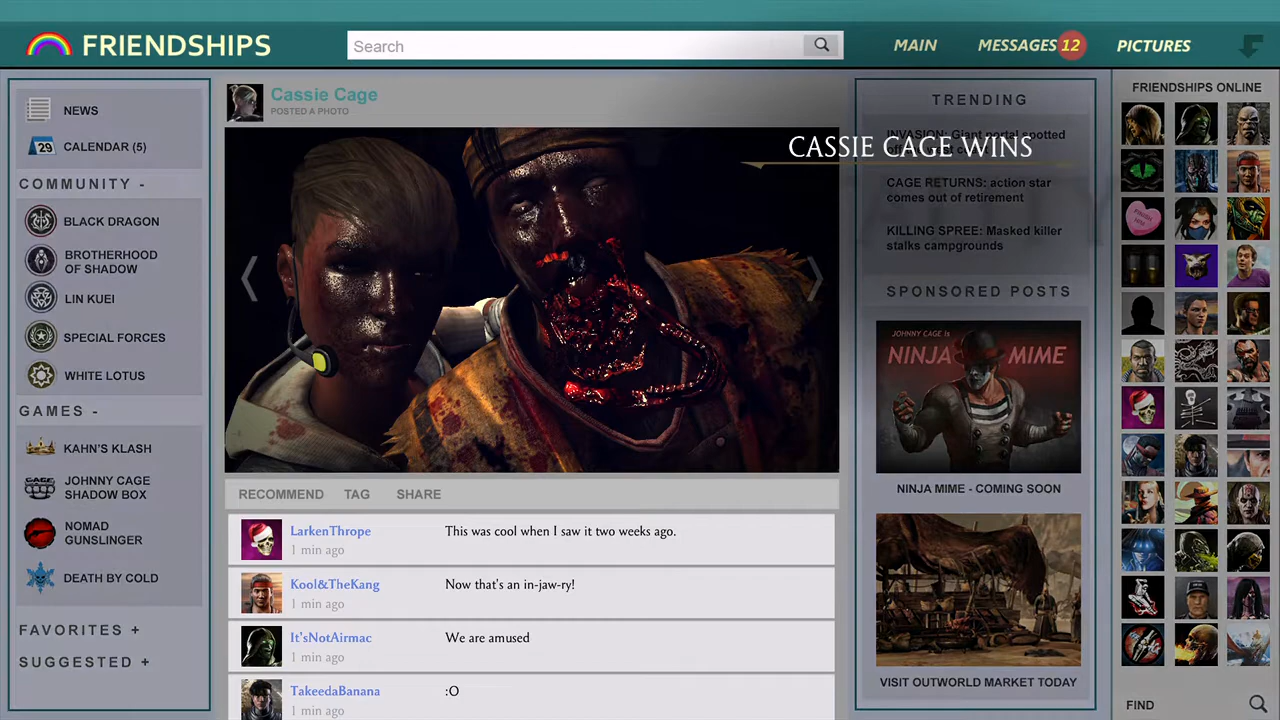 FRIENDSHIPS
Search
MAIN
MESSAGES 12
PICTURES
NEWS
29
CALENDAR (5)
COMMUNITY -
BLACK DRAGON
BROTHERHOOD
OF SHADOW
LIN KUEI
SPECIAL FORCES
WHITE LOTUS
GAMES -
KAHN'S KLASH
CAGE
JOHNNY CAGE
SHADOW BOX
NOMAD
GUNSLINGER
DEATH BY COLD
FAVORITES +
SUGGESTED +
Cassie Cage
POSTED A PHOTO
CASSIE CAGE WINS
RECOMMEND
TAG
SHARE
LarkenThrope
1 min ago
This was cool when I saw it two weeks ago.
Kool&TheKang
1 min ago
Now that's an in-jaw-ry!
It'sNotAirmac
1 min ago
We are amused
TakeedaBanana
1 min ago
:O
TRENDING
INVASION: Giant portal spotted
CAGE RETURNS: action star
comes out of retirement
KILLING SPREE: Masked killer
stalks campgrounds
SPONSORED POSTS
JOHNNY CAGE is
NINJA MIME
NINJA MIME - COMING SOON
VISIT OUTWORLD MARKET TODAY
FRIENDSHIPS ONLINE
FINISH
HIM
FIND